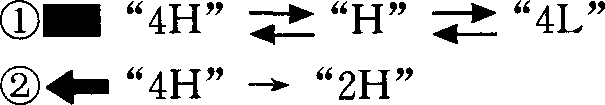 ①■ “4H” ⇄ “H” ⇄ “4L”
②← “4H” → “2H”